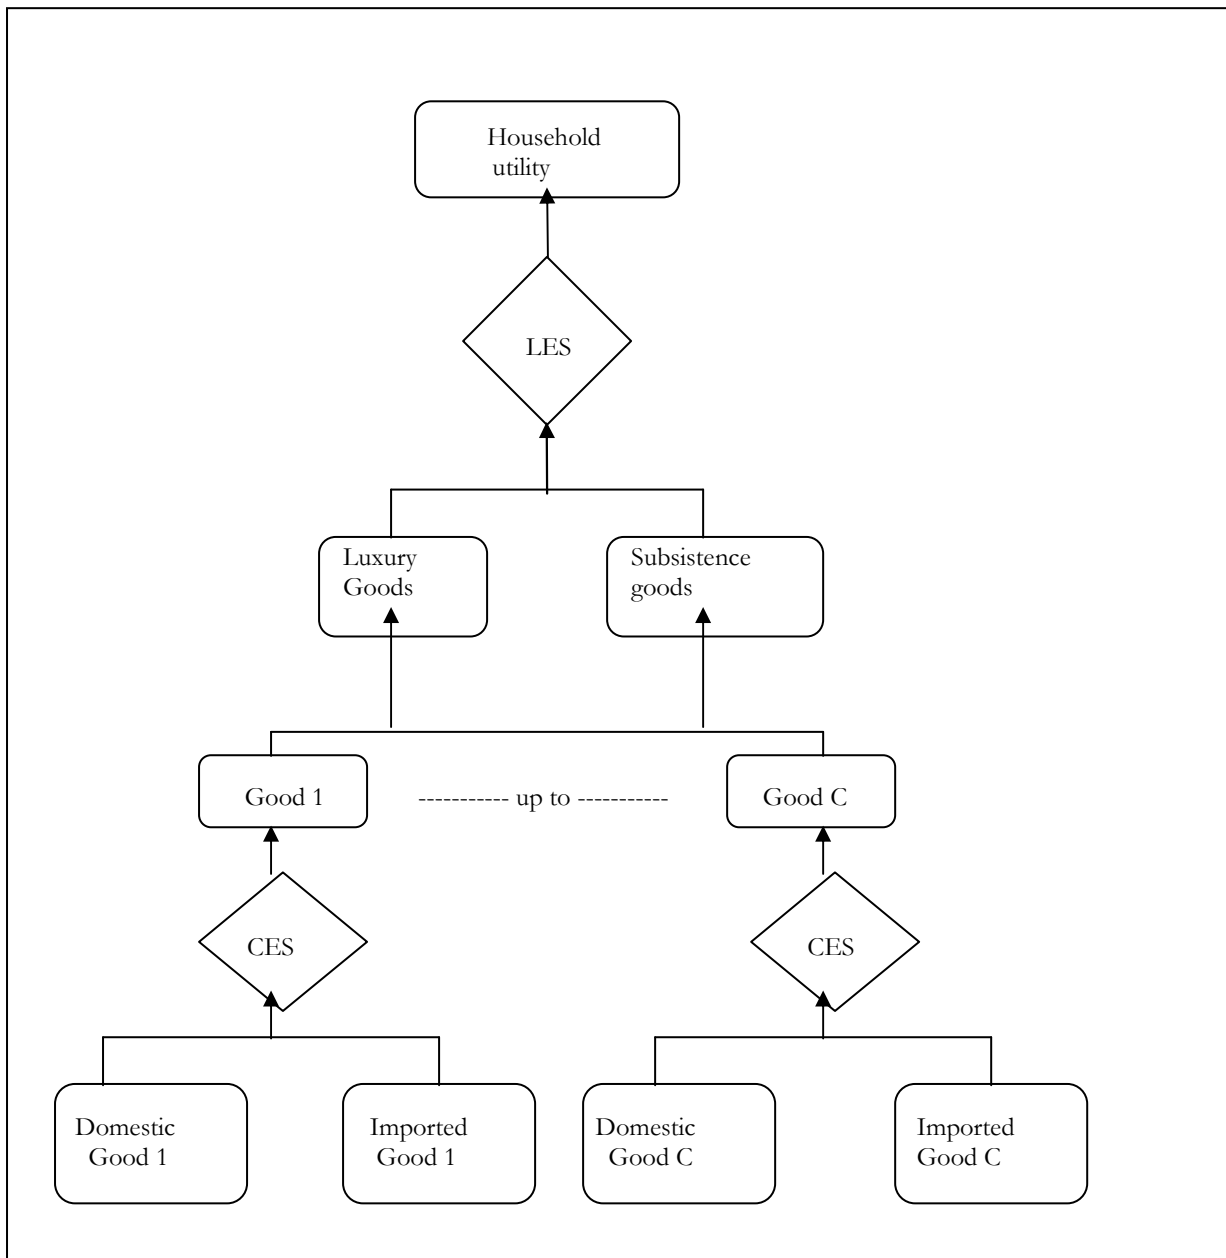 Household
utility
LES
Luxury
Goods
Subsistence
goods
Good 1
----------- up to -----------
Good C
CES
CES
Domestic
Good 1
Imported
Good 1
Domestic
Good C
Imported
Good C